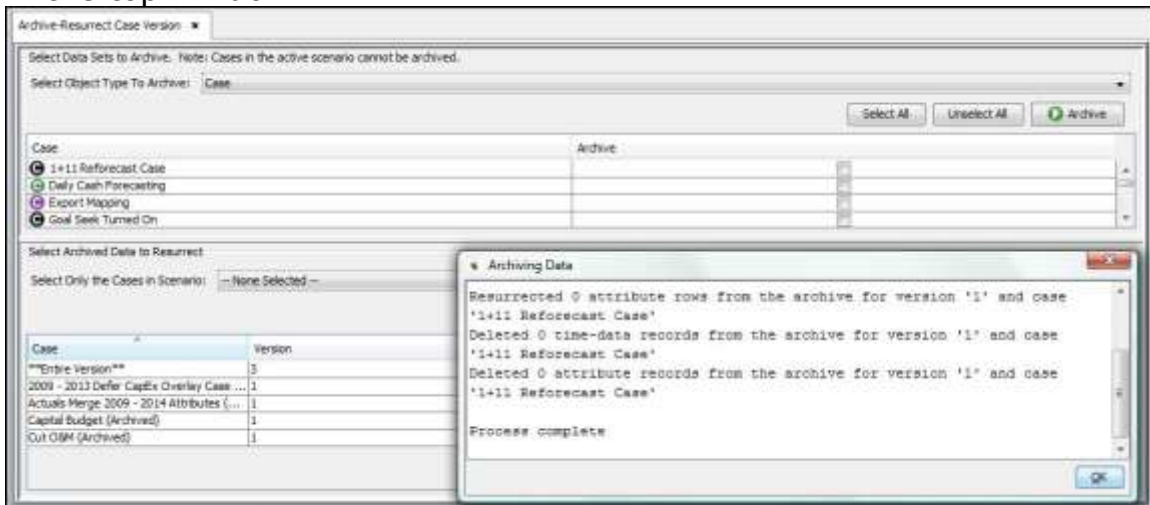 Archive-Resurrect Case Version
Select Data Sets to Archive. Note: Cases in the active scenario cannot be archived.
Select Object Type To Archive: Case
Select All Unselect All Archive
Case Archive
1+11 Reforecast Case
Daily Cash Forecasting
Export Mapping
Goal Seek Turned On
Select Archived Data to Resurrect
Select Only the Cases in Scenario: -- None Selected --
Case Version
**Entire Version** 3
2009 - 2013 Defer CapEx Overlay Case ... 1
Actuals Merge 2009 - 2014 Attributes (... 1
Capital Budget (Archived) 1
Cut O&M (Archived) 1
Archiving Data
Resurrected 0 attribute rows from the archive for version '1' and case
'1+11 Reforecast Case'
Deleted 0 time-data records from the archive for version '1' and case
'1+11 Reforecast Case'
Deleted 0 attribute records from the archive for version '1' and case
'1+11 Reforecast Case'
Process complete
OK